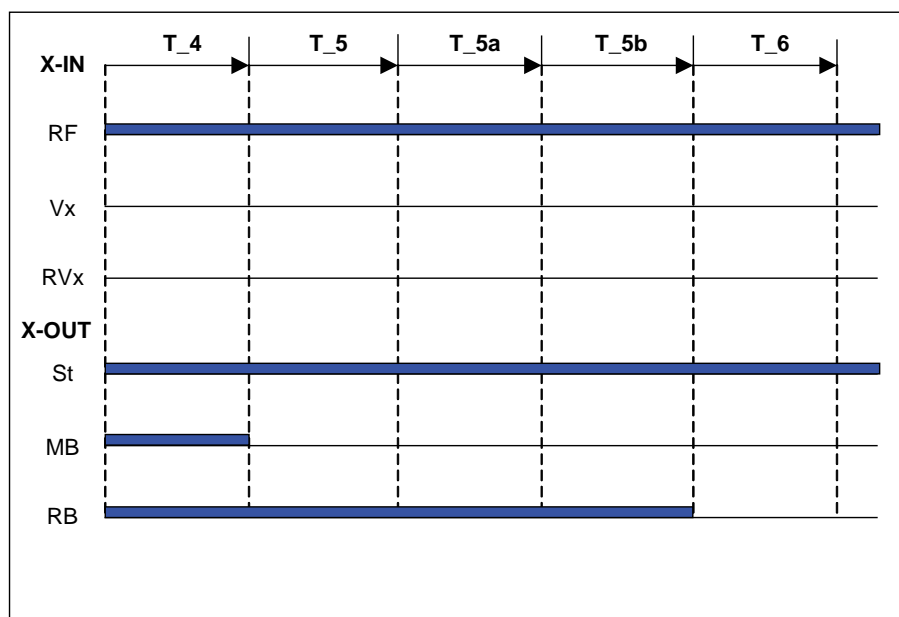 T_4 T_5 T_5a T_5b T_6
X-IN
RF
Vx
RVx
X-OUT
St
MB
RB